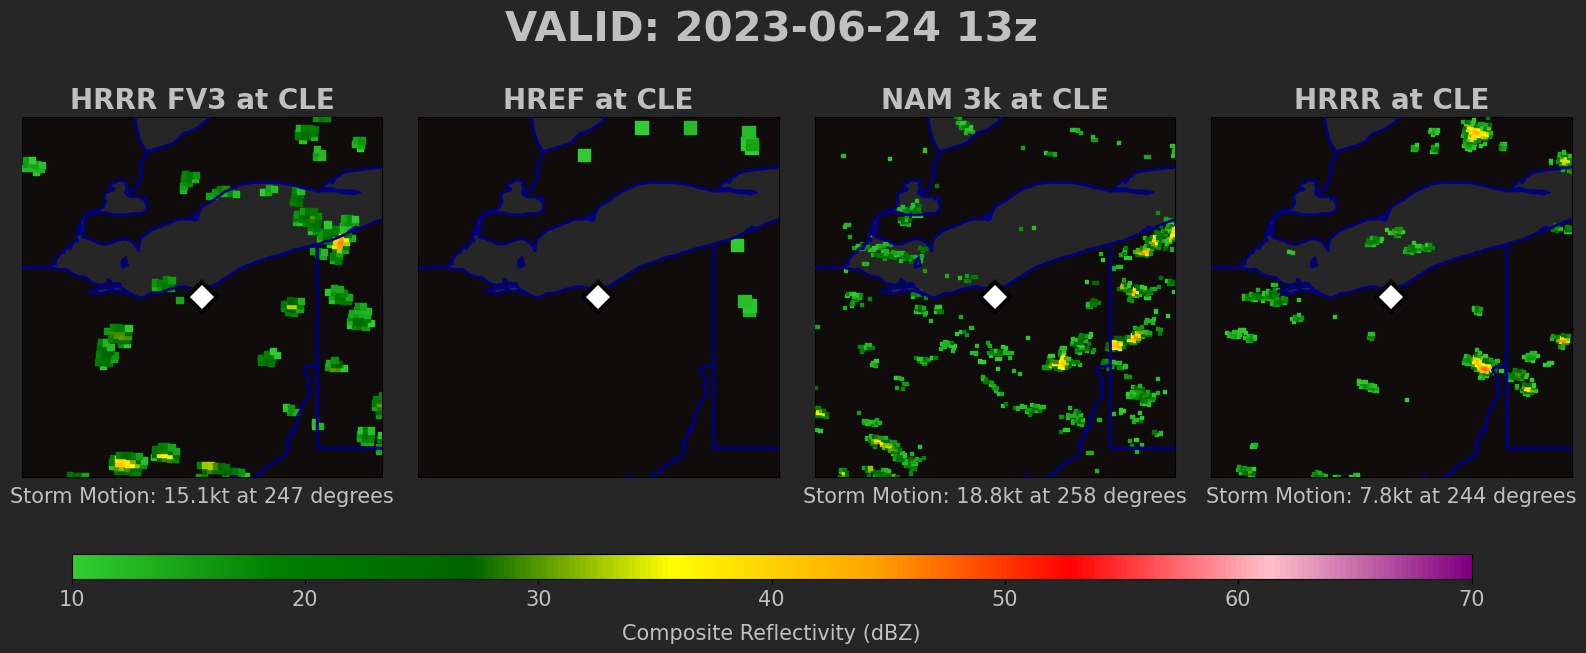 VALID: 2023-06-24 13z
HRRR FV3 at CLE
HREF at CLE
NAM 3k at CLE
HRRR at CLE
Storm Motion: 15.1kt at 247 degrees
Storm Motion: 18.8kt at 258 degrees
Storm Motion: 7.8kt at 244 degrees
10 20 30 40 50 60 70
Composite Reflectivity (dBZ)